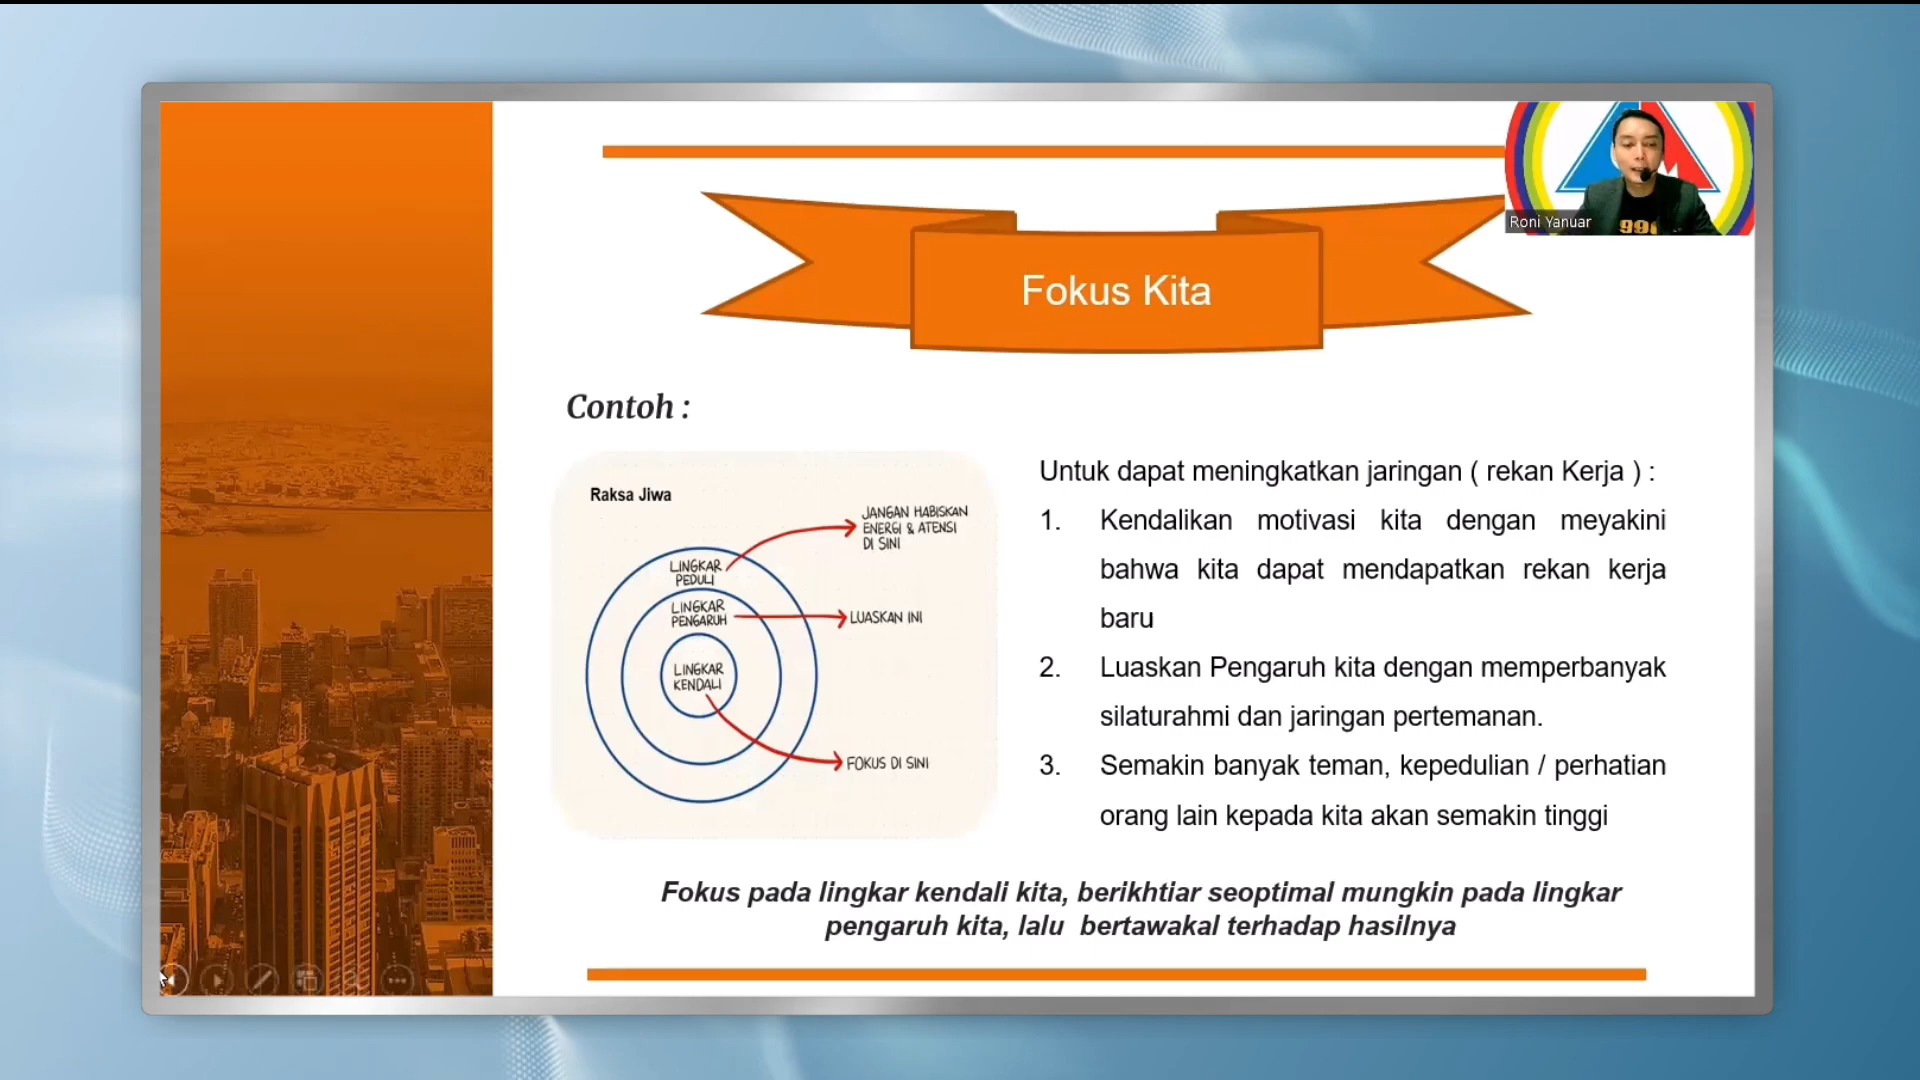 Roni Yanuar
990
Fokus Kita
Contoh :
Raksa Jiwa
JANGAN HABISKAN
ENERGI & ATENSI
DI SINI
LINGKAR
PEDULI
LINGKAR
PENGARUH
LUASKAN INI
LINGKAR
KENDALI
FOKUS DI SINI
Untuk dapat meningkatkan jaringan ( rekan Kerja ) :
1. Kendalikan motivasi kita dengan meyakini
bahwa kita dapat mendapatkan rekan kerja
baru
2. Luaskan Pengaruh kita dengan memperbanyak
silaturahmi dan jaringan pertemanan.
3. Semakin banyak teman, kepedulian / perhatian
orang lain kepada kita akan semakin tinggi
Fokus pada lingkar kendali kita, berikhtiar seoptimal mungkin pada lingkar
pengaruh kita, lalu bertawakal terhadap hasilnya